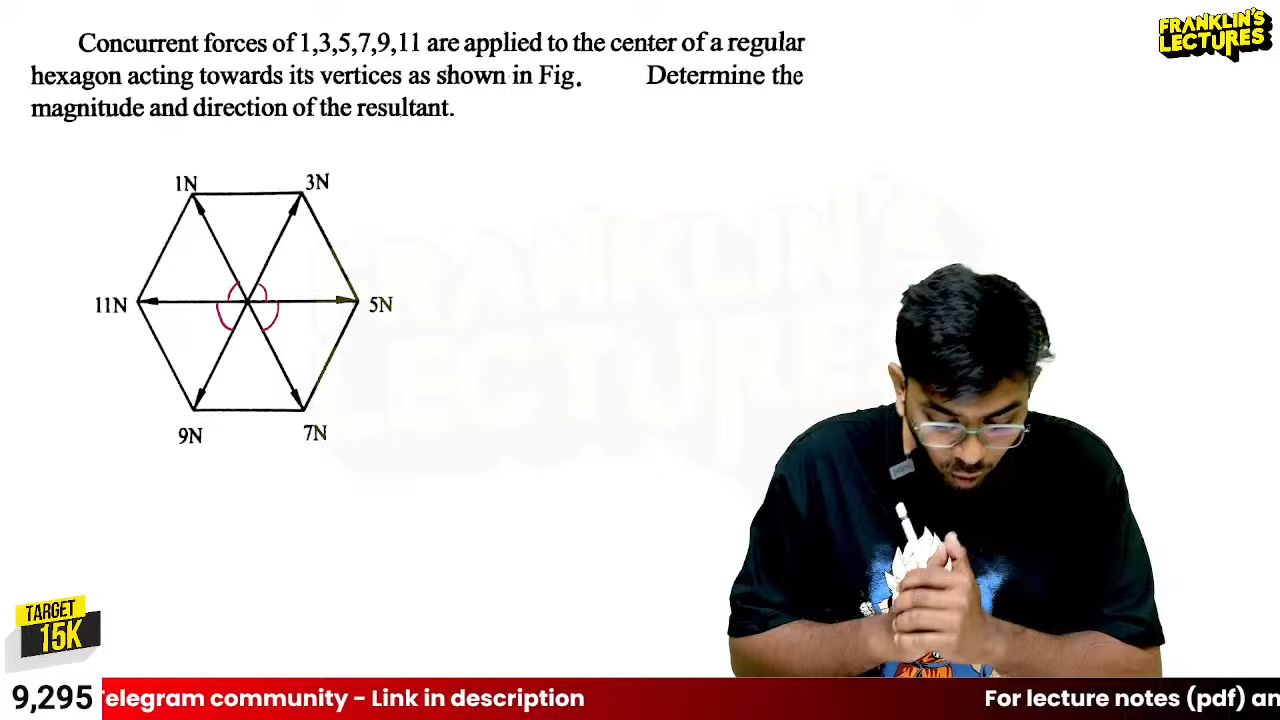 FRANKLIN'S
LECTURES
Concurrent forces of 1,3,5,7,9,11 are applied to the center of a regular
hexagon acting towards its vertices as shown in Fig. Determine the
magnitude and direction of the resultant.
1N
3N
11N
5N
9N
7N
FRANKLIN'S
LECTURES
TARGET
15K
9,295
elegram community - Link in description
For lecture notes (pdf) an